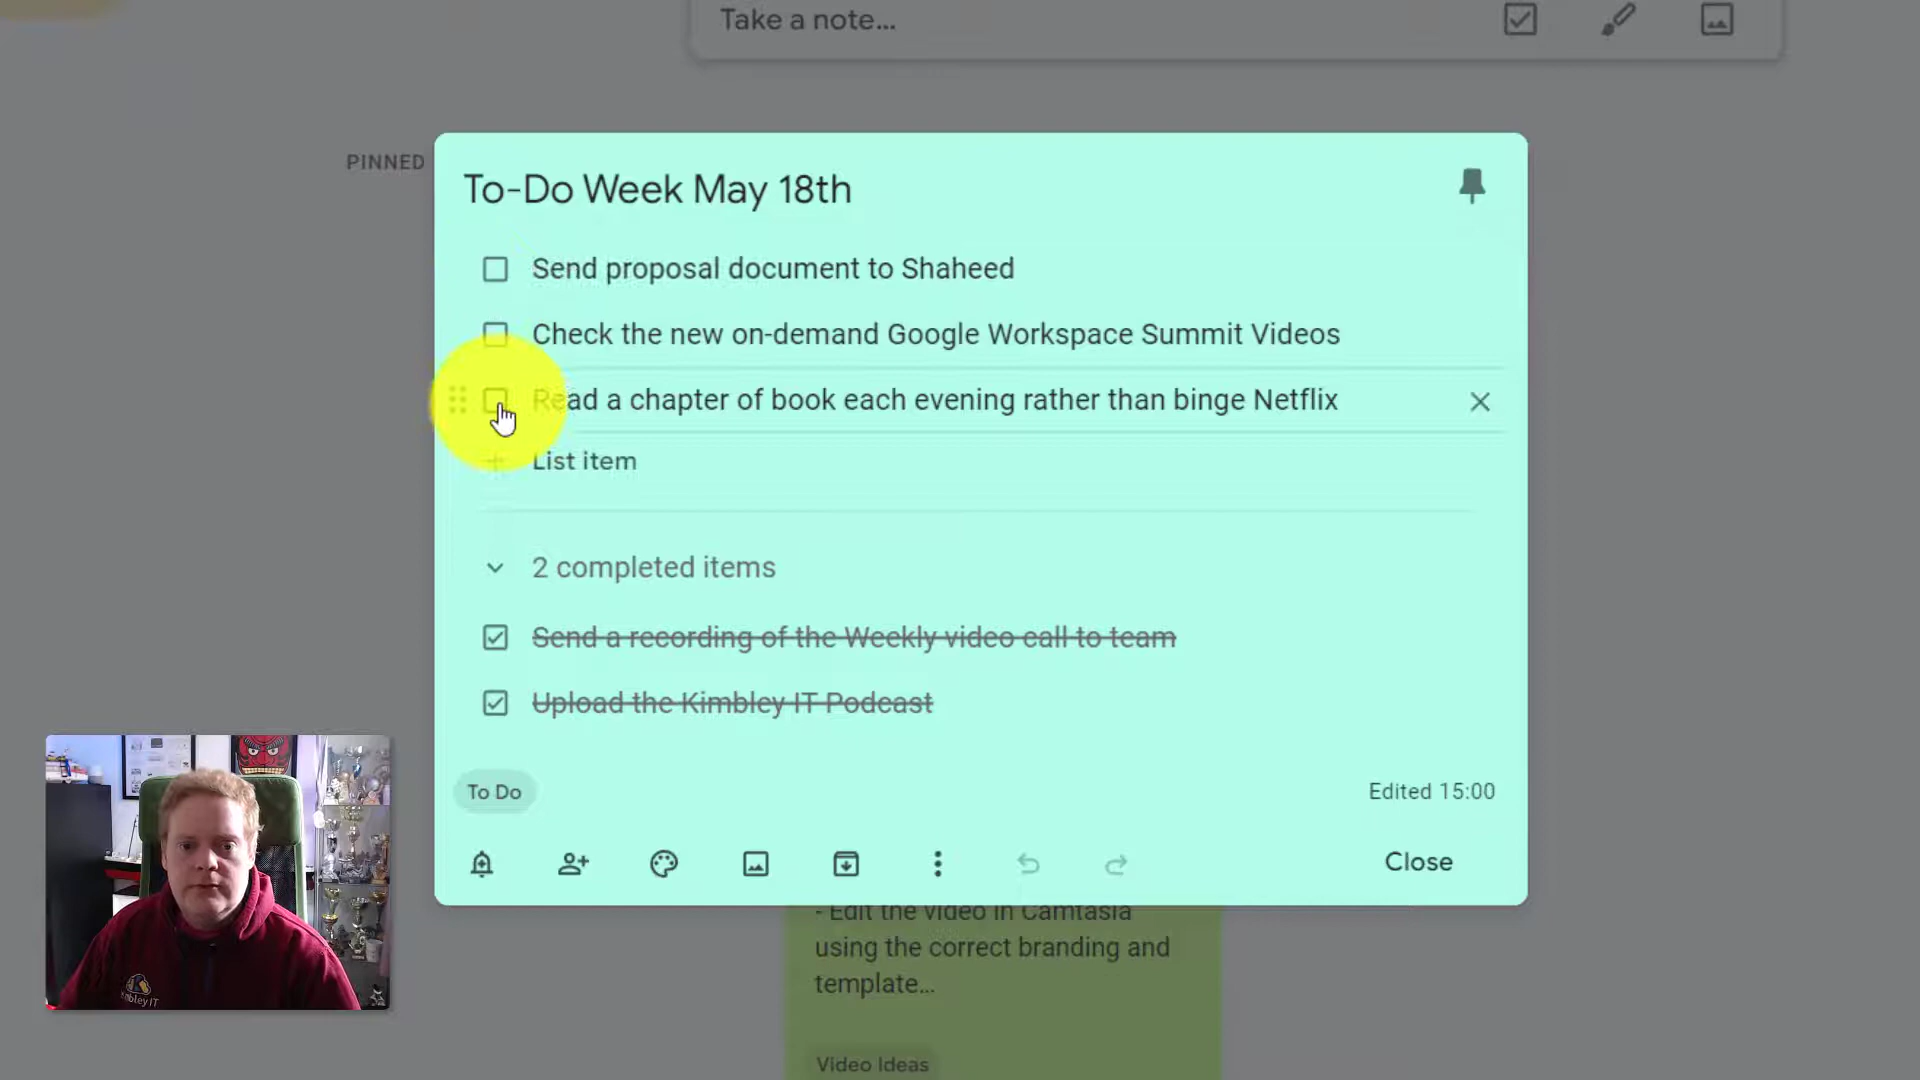 Take a note...
PINNED
To-Do Week May 18th
Send proposal document to Shaheed
Check the new on-demand Google Workspace Summit Videos
Read a chapter of book each evening rather than binge Netflix
List item
2 completed items
Send a recording of the Weekly video call to team
Upload the Kimbley IT Podcast
To Do
Edited 15:00
Close
- Edit the video in Camtasia
using the correct branding and
template...
Video Ideas